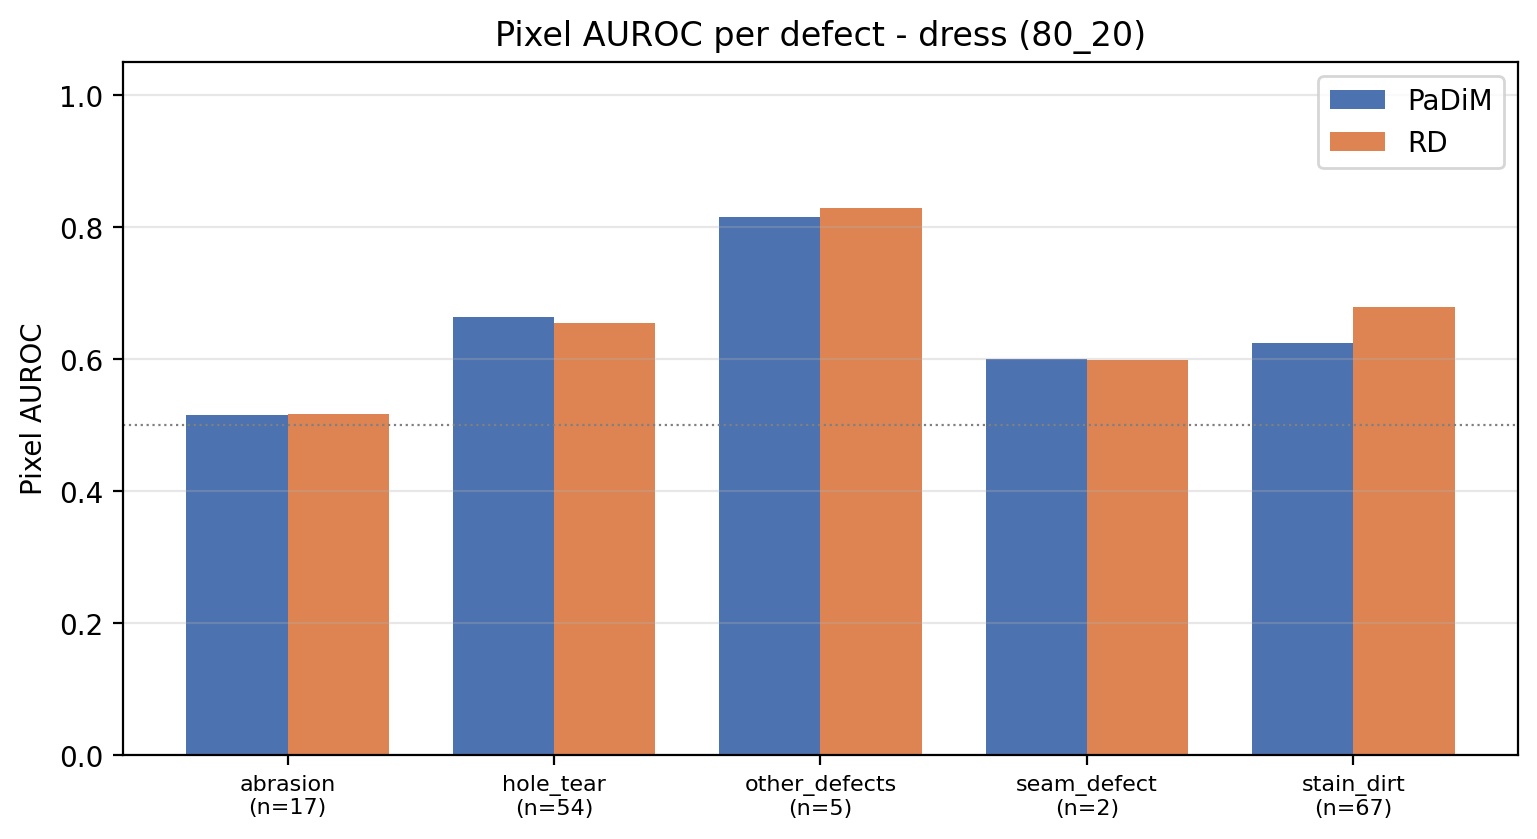 Pixel AUROC per defect - dress (80_20)
PaDiM
RD
Pixel AUROC
1.0
0.8
0.6
0.4
0.2
0.0
abrasion
(n=17)
hole_tear
(n=54)
other_defects
(n=5)
seam_defect
(n=2)
stain_dirt
(n=67)